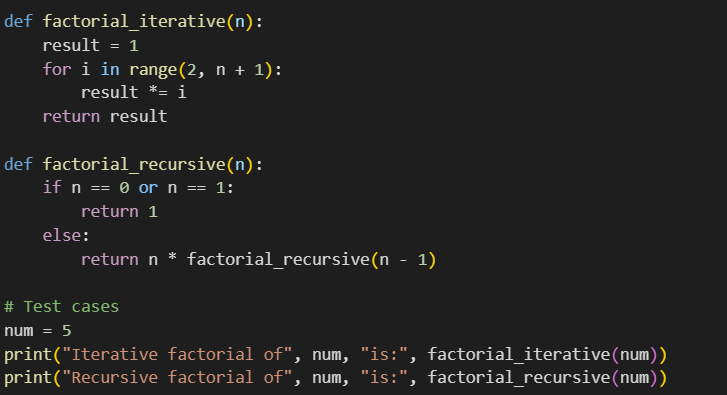 def factorial_iterative(n):
    result = 1
    for i in range(2, n + 1):
        result *= i
    return result

def factorial_recursive(n):
    if n == 0 or n == 1:
        return 1
    else:
        return n * factorial_recursive(n - 1)

# Test cases
num = 5
print("Iterative factorial of", num, "is:", factorial_iterative(num))
print("Recursive factorial of", num, "is:", factorial_recursive(num))